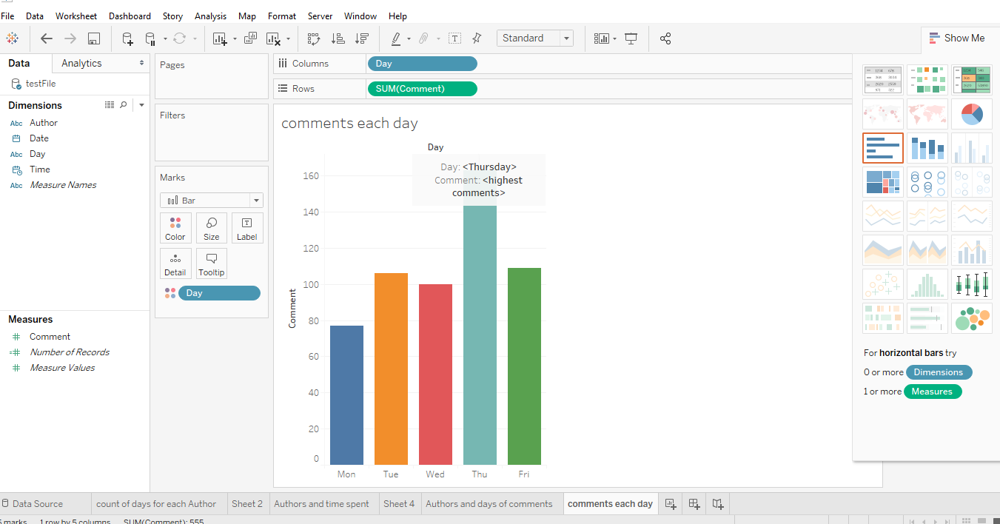 File Data Worksheet Dashboard Story Analysis Map Format Server Window Help
Standard
Show Me
Data Analytics
testFile
Dimensions
Abc Author
Date
Abc Day
Time
Abc Measure Names
Measures
Comment
Number of Records
Measure Values
Pages
Filters
Marks
Bar
Color Size Label
Detail Tooltip
Day
Columns Day
Rows SUM(Comment)
comments each day
Day
Day: <Thursday>
Comment: <highest
comments>
160
140
120
100
80
60
40
20
0
Comment
Mon Tue Wed Thu Fri
For horizontal bars try
0 or more Dimensions
1 or more Measures
Data Source count of days for each Author Sheet 2 Authors and time spent Sheet 4 Authors and days of comments comments each day
5 marks 1 row by 5 columns SUM(Comment): 555